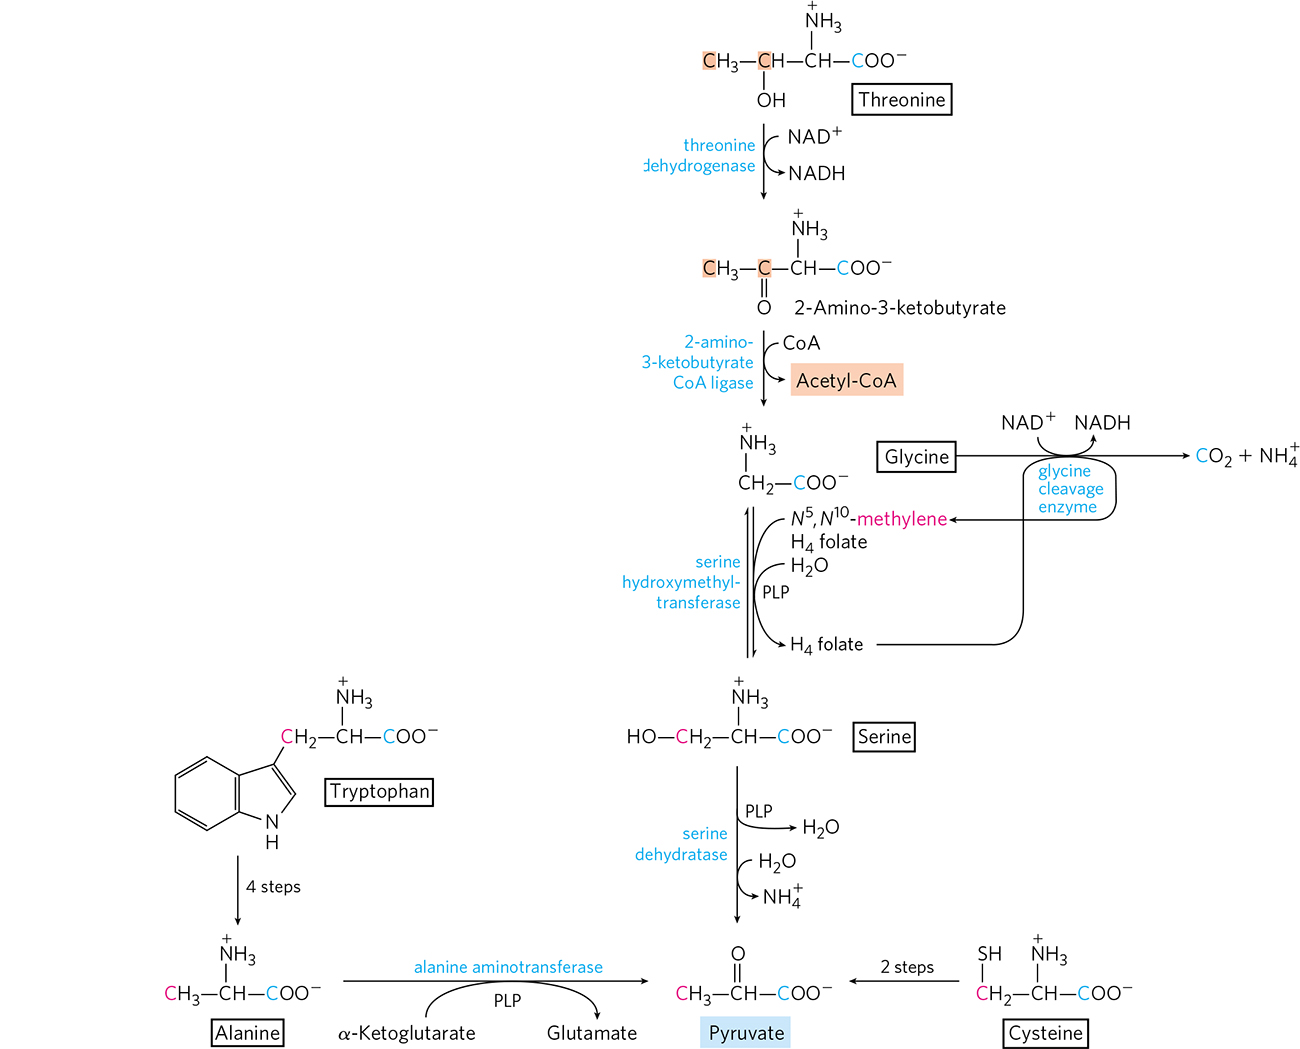 +
NH3
CH3—CH—CH—COO−
OH
Threonine
threonine
dehydrogenase
NAD+
NADH
+
NH3
CH3—C—CH—COO−
O
2-Amino-3-ketobutyrate
2-amino-
3-ketobutyrate
CoA ligase
CoA
Acetyl-CoA
+
NH3
CH2—COO−
Glycine
NAD+
NADH
CO2 + NH4+
glycine
cleavage
enzyme
N5, N10-methylene
H4 folate
serine
hydroxymethyl-
transferase
H2O
PLP
H4 folate
+
NH3
HO—CH2—CH—COO−
Serine
+
NH3
CH2—CH—COO−
Tryptophan
N
H
4 steps
PLP
H2O
serine
dehydratase
H2O
NH4+
+
NH3
CH3—CH—COO−
Alanine
alanine aminotransferase
PLP
α-Ketoglutarate
Glutamate
O
CH3—CH—COO−
Pyruvate
2 steps
SH
+
NH3
CH2—CH—COO−
Cysteine